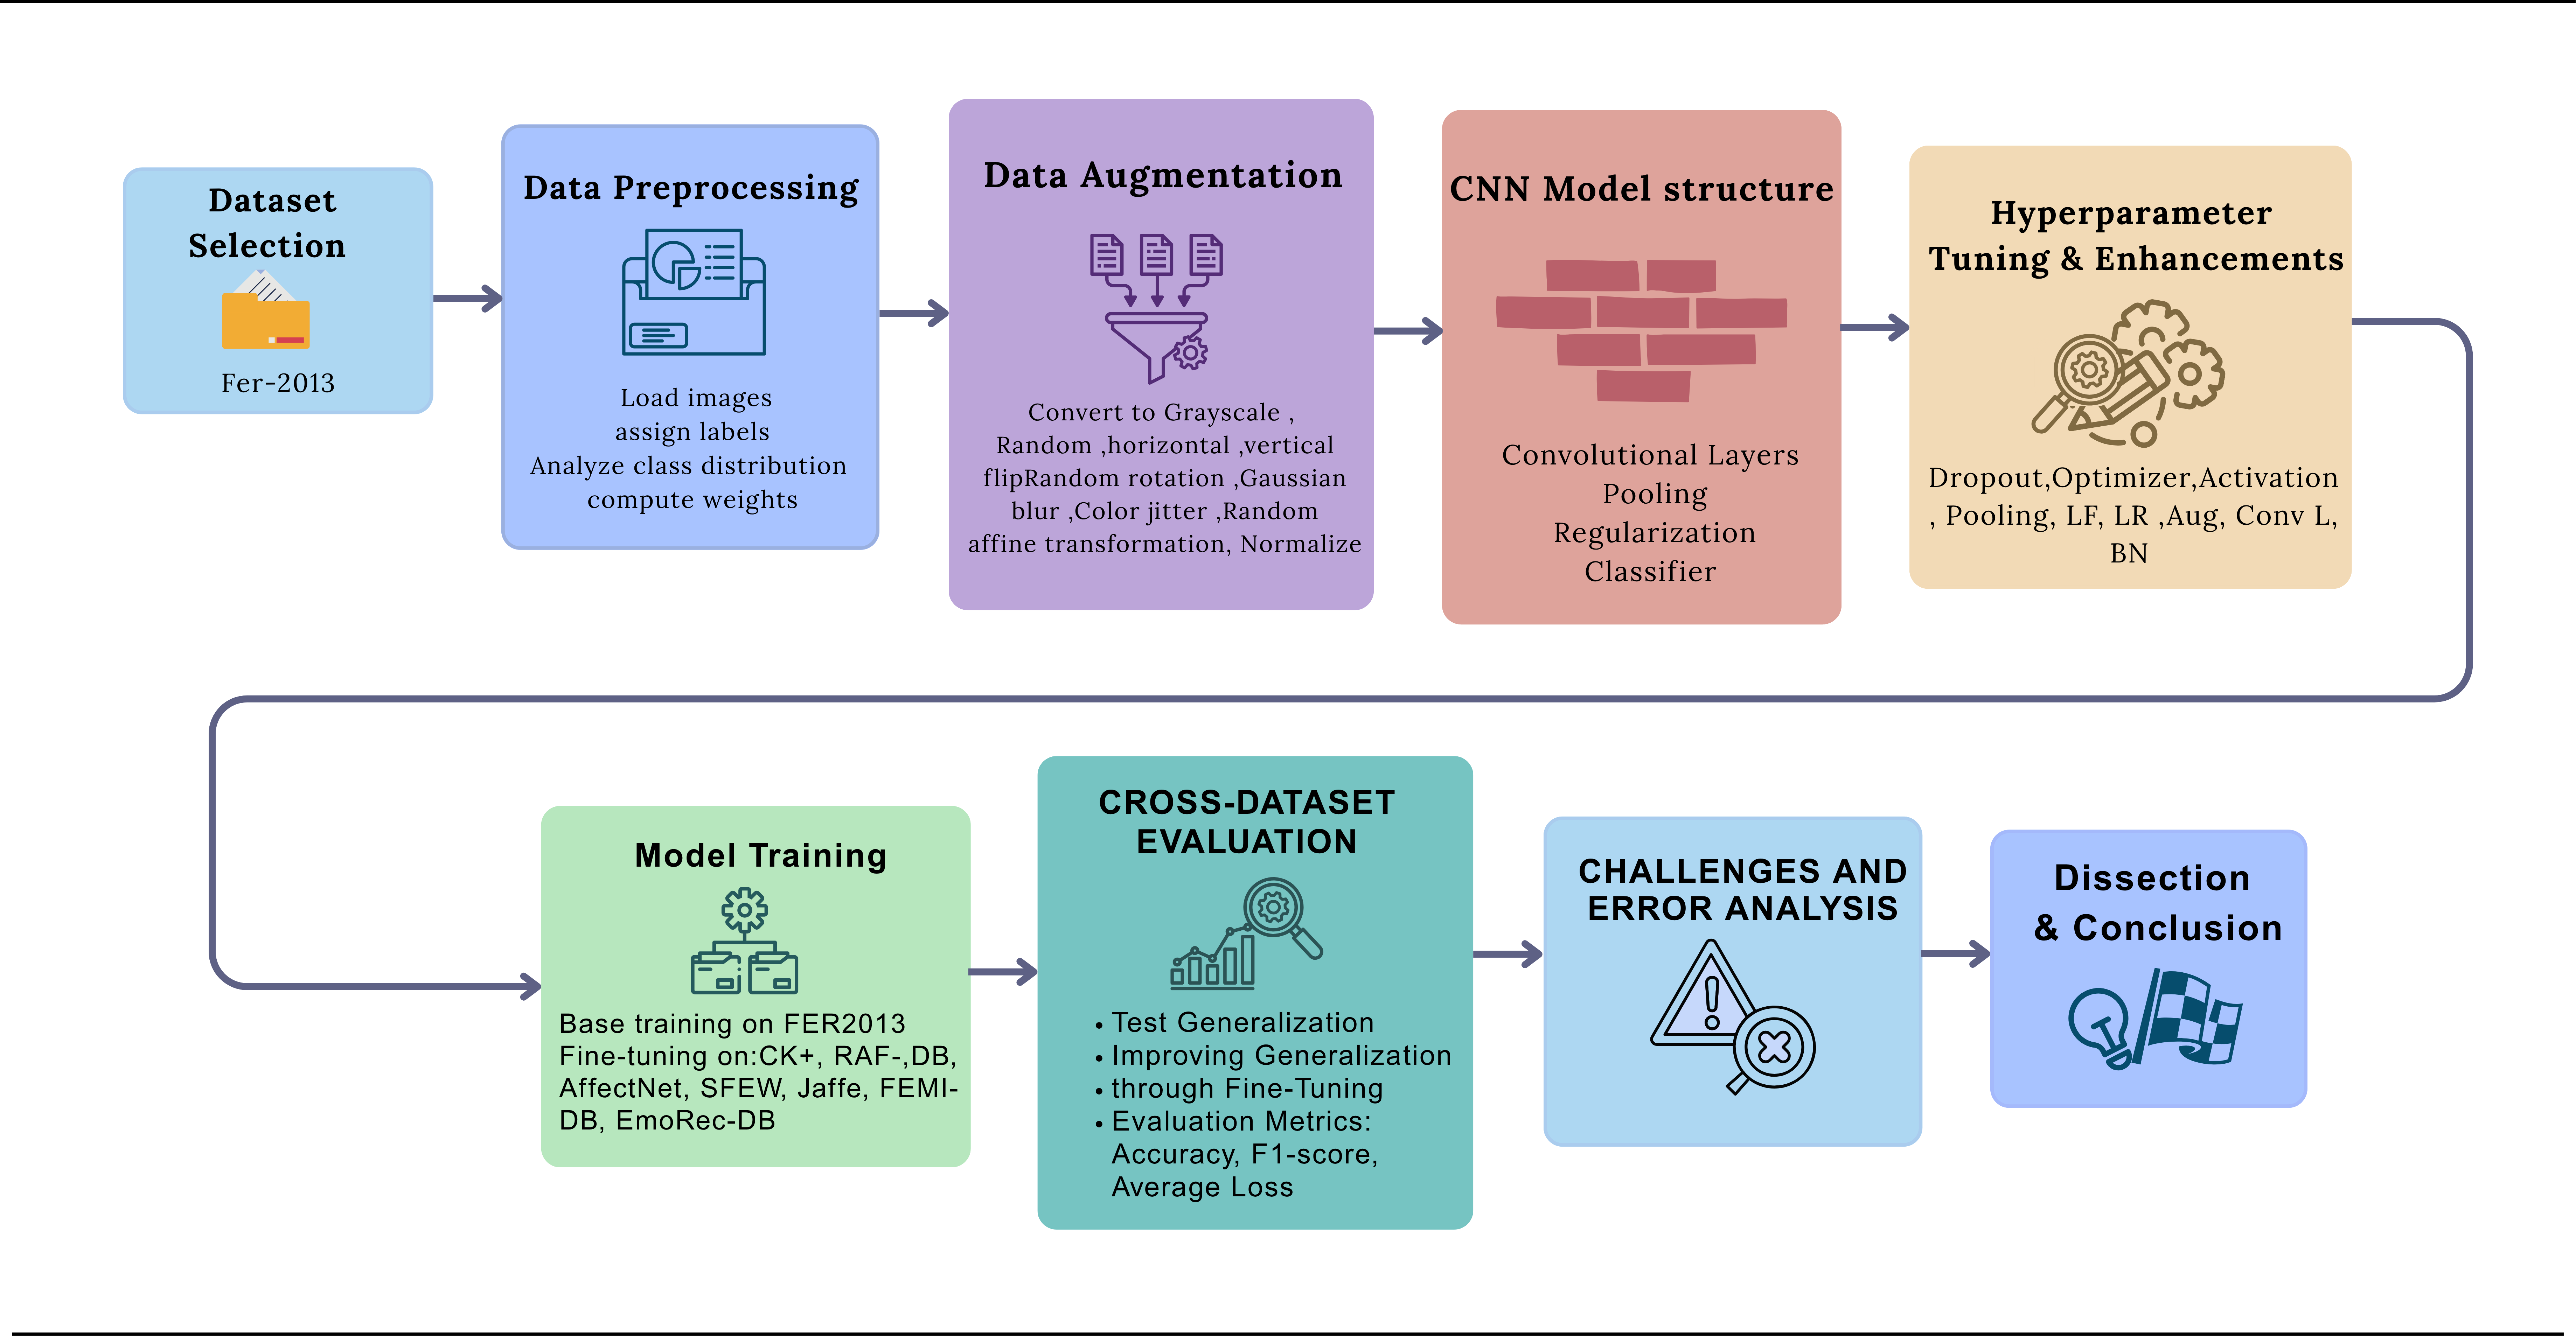 Dataset
Selection
Fer-2013
Data Preprocessing
Load images
assign labels
Analyze class distribution
compute weights
Data Augmentation
Convert to Grayscale ,
Random ,horizontal ,vertical
flipRandom rotation ,Gaussian
blur ,Color jitter ,Random
affine transformation, Normalize
CNN Model structure
Convolutional Layers
Pooling
Regularization
Classifier
Hyperparameter
Tuning & Enhancements
Dropout,Optimizer,Activation
, Pooling, LF, LR ,Aug, Conv L,
BN
Model Training
Base training on FER2013
Fine-tuning on:CK+, RAF-,DB,
AffectNet, SFEW, Jaffe, FEMI-
DB, EmoRec-DB
CROSS-DATASET
EVALUATION
• Test Generalization
• Improving Generalization
• through Fine-Tuning
• Evaluation Metrics:
Accuracy, F1-score,
Average Loss
CHALLENGES AND
ERROR ANALYSIS
Dissection
& Conclusion